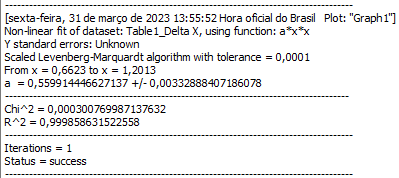 [sexta-feira, 31 de março de 2023 13:55:52 Hora oficial do Brasil   Plot: "Graph1"]
Non-linear fit of dataset: Table1_Delta X, using function: a*x*x
Y standard errors: Unknown
Scaled Levenberg-Marquardt algorithm with tolerance = 0,0001
From x = 0,6623 to x = 1,2013
a  = 0,559914446627137 +/- 0,00332888407186078
--------------------------------------------------------------------------------------
Chi^2 = 0,000300769987137632
R^2 = 0,999858631522558
---------------------------------------------------------------------------------------
Iterations = 1
Status = success
---------------------------------------------------------------------------------------